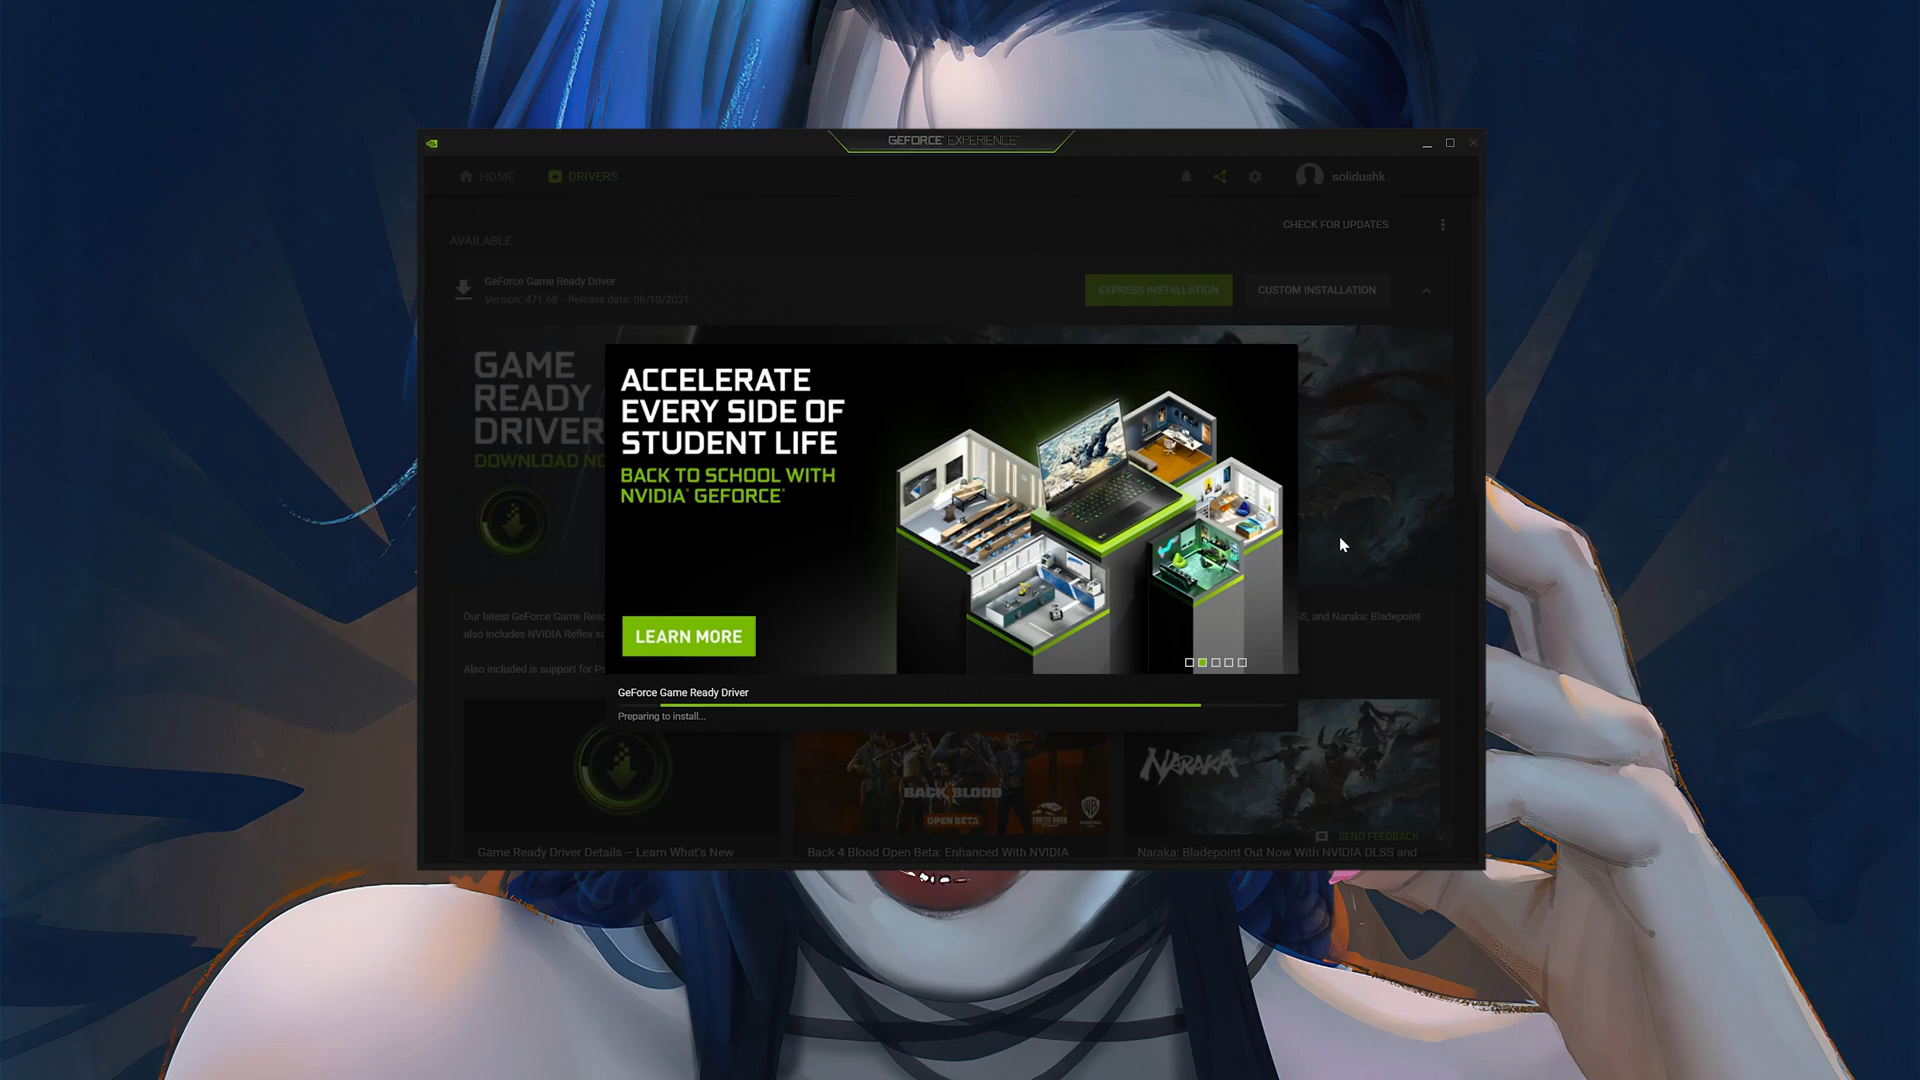 GEFORCE EXPERIENCE
HOME
DRIVERS
solidushk
CHECK FOR UPDATES
AVAILABLE
GeForce Game Ready Driver
Version: 471.68 Release date: 08/10/2021
EXPRESS INSTALLATION
CUSTOM INSTALLATION
GAME
READY
DRIVER
DOWNLOAD
ACCELERATE
EVERY SIDE OF
STUDENT LIFE
BACK TO SCHOOL WITH
NVIDIA GEFORCE
LEARN MORE
Our latest GeForce Game
SS, and Naraka: Bladepoint
also includes NVIDIA Reflex
Also included is support for
GeForce Game Ready Driver
Preparing to install...
BACK 4 BLOOD
OPEN BETA
TURTLE ROCK
WB
NARAKA
SEND FEEDBACK
Game Ready Driver Details – Learn What's New
Back 4 Blood Open Beta: Enhanced With NVIDIA
Naraka: Bladepoint Out Now With NVIDIA DLSS and